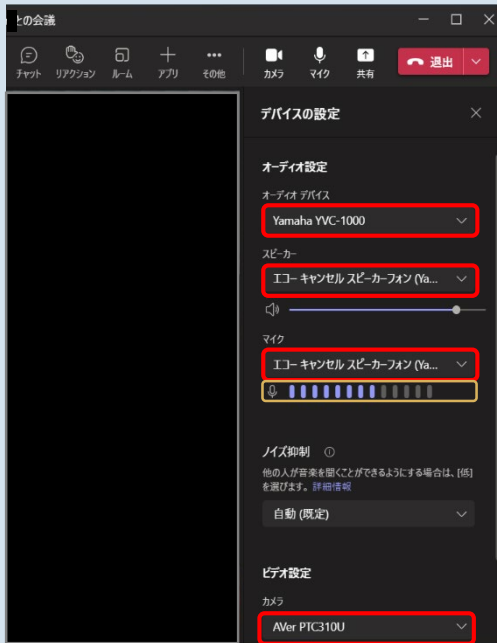 との会議
チャット リアクション ルーム アプリ その他 カメラ マイク 共有 退出
デバイスの設定
オーディオ設定
オーディオ デバイス
Yamaha YVC-1000
スピーカー
エコー キャンセル スピーカーフォン (Ya...
マイク
エコー キャンセル スピーカーフォン (Ya...
ノイズ抑制
他の人が音楽を聞くことができるようにする場合は、[低]
を選びます。詳細情報
自動 (既定)
ビデオ設定
カメラ
AVer PTC310U